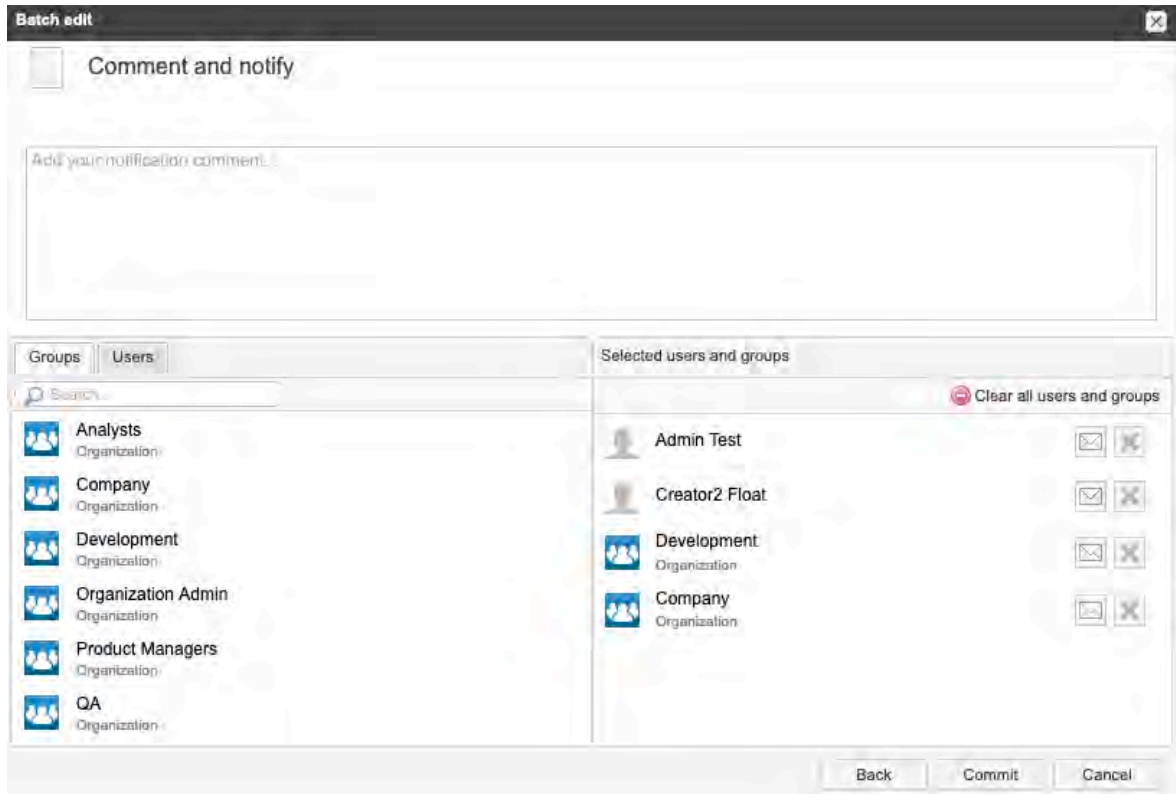 Batch edit
Comment and notify
Add your notification comment...
Groups
Users
Selected users and groups
Search...
Clear all users and groups
Analysts
Organization
Company
Organization
Development
Organization
Organization Admin
Organization
Product Managers
Organization
QA
Organization
Admin Test
Creator2 Float
Development
Organization
Company
Organization
Back
Commit
Cancel